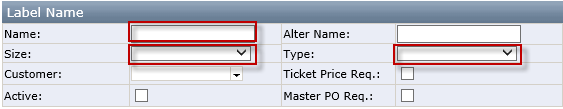 Label Name
Name: Alter Name:
Size: Type:
Customer: Ticket Price Req.:
Active: Master PO Req.: